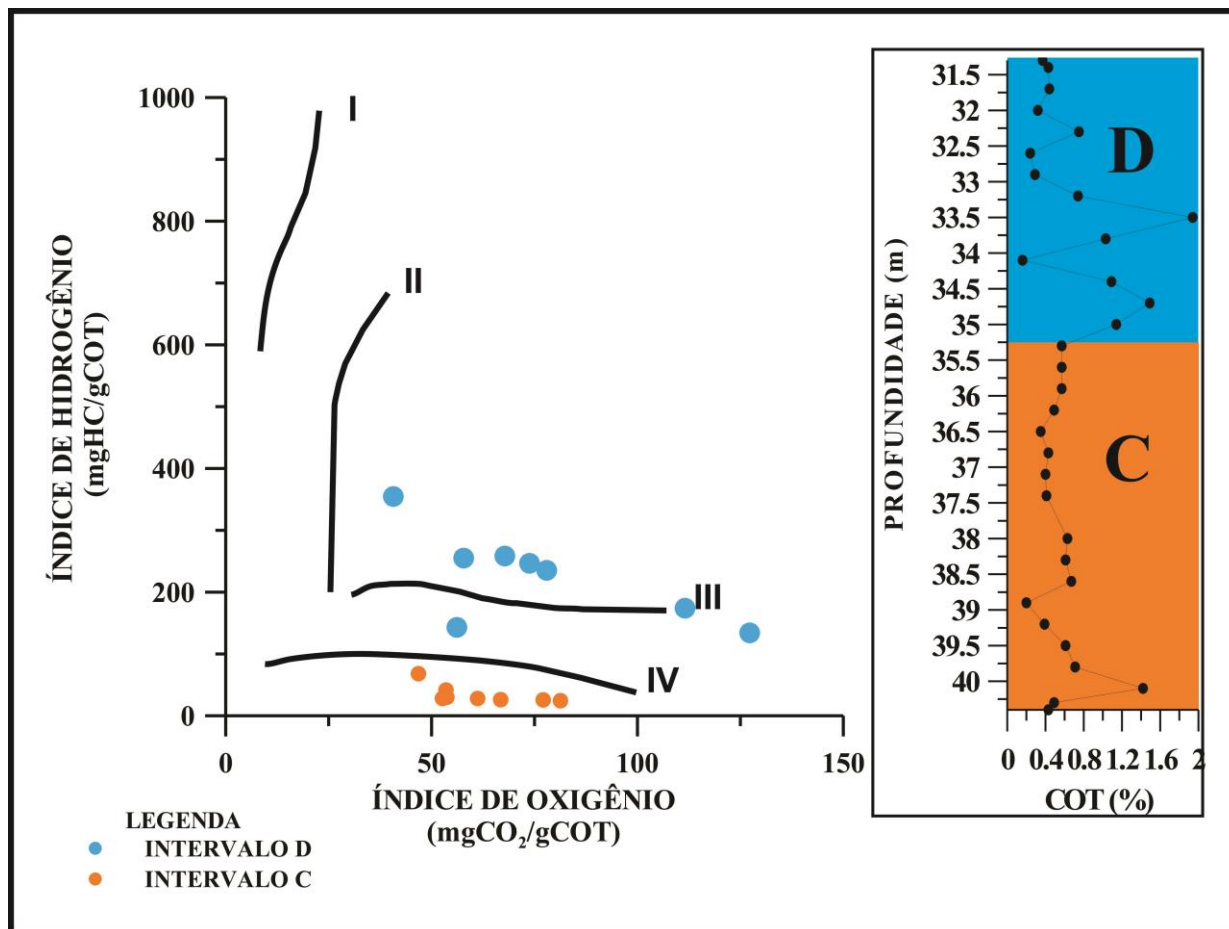 ÍNDICE DE HIDROGÊNIO
(mgHC/gCOT)
1000
800
600
400
200
0
I
II
III
IV
0 50 100 150
ÍNDICE DE OXIGÊNIO
(mgCO₂/gCOT)
LEGENDA
INTERVALO D
INTERVALO C
PROFUNDIDADE (m)
31.5
32
32.5
33
33.5
34
34.5
35
35.5
36
36.5
37
37.5
38
38.5
39
39.5
40
D
C
0 0.4 0.8 1.2 1.6 2
COT (%)